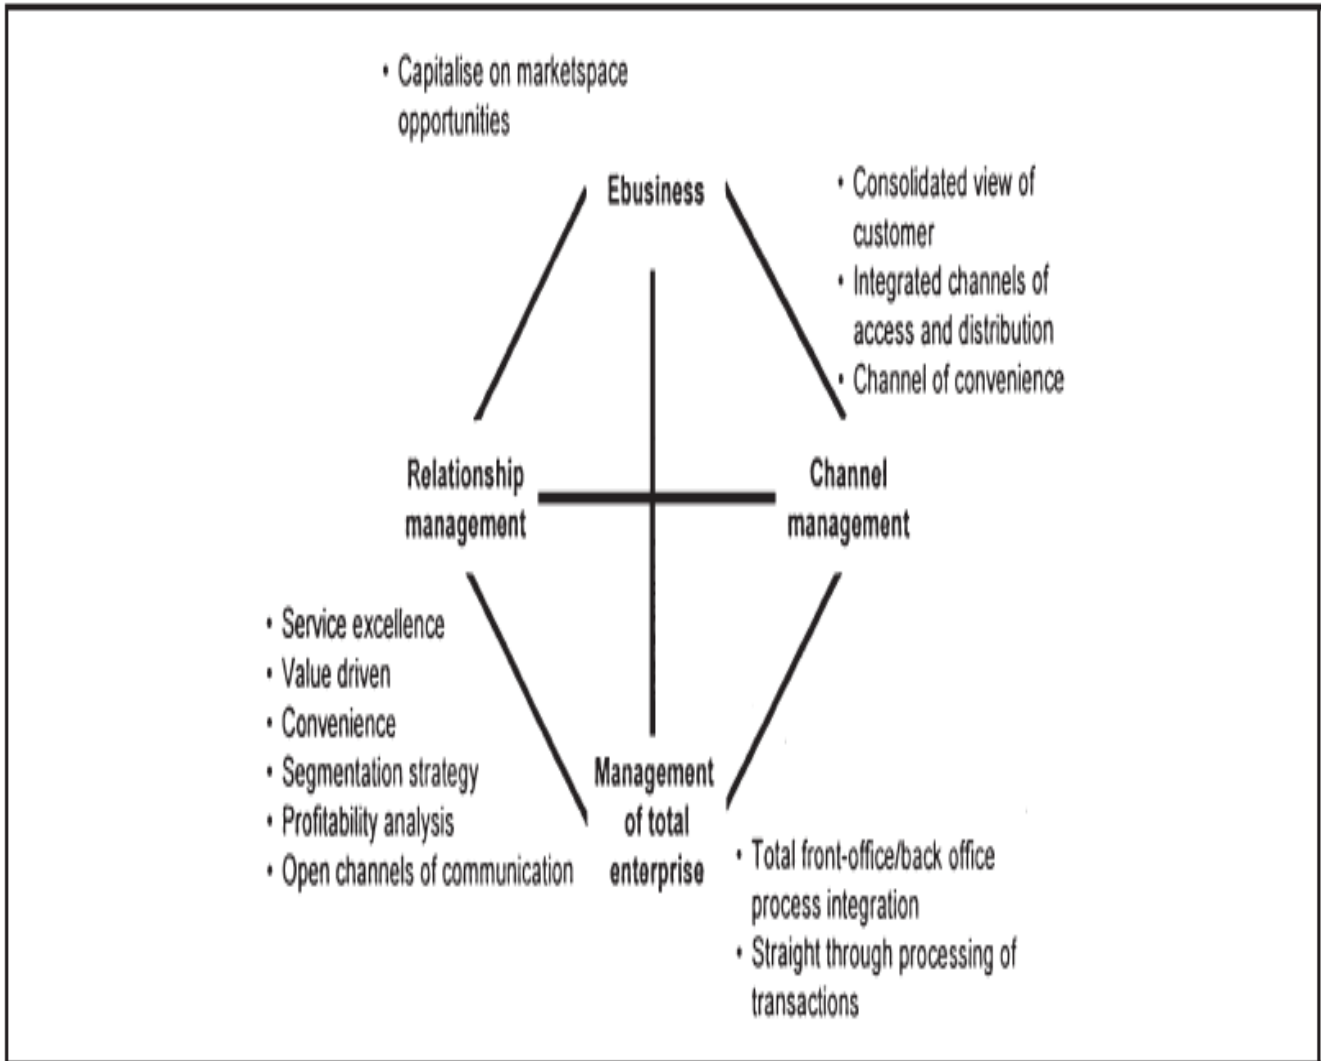 • Capitalise on marketspace
opportunities
Ebusiness
• Consolidated view of
customer
• Integrated channels of
access and distribution
• Channel of convenience
Relationship
management
Channel
management
• Service excellence
• Value driven
• Convenience
• Segmentation strategy
• Profitability analysis
• Open channels of communication
Management
of total
enterprise
• Total front-office/back office
process integration
• Straight through processing of
transactions